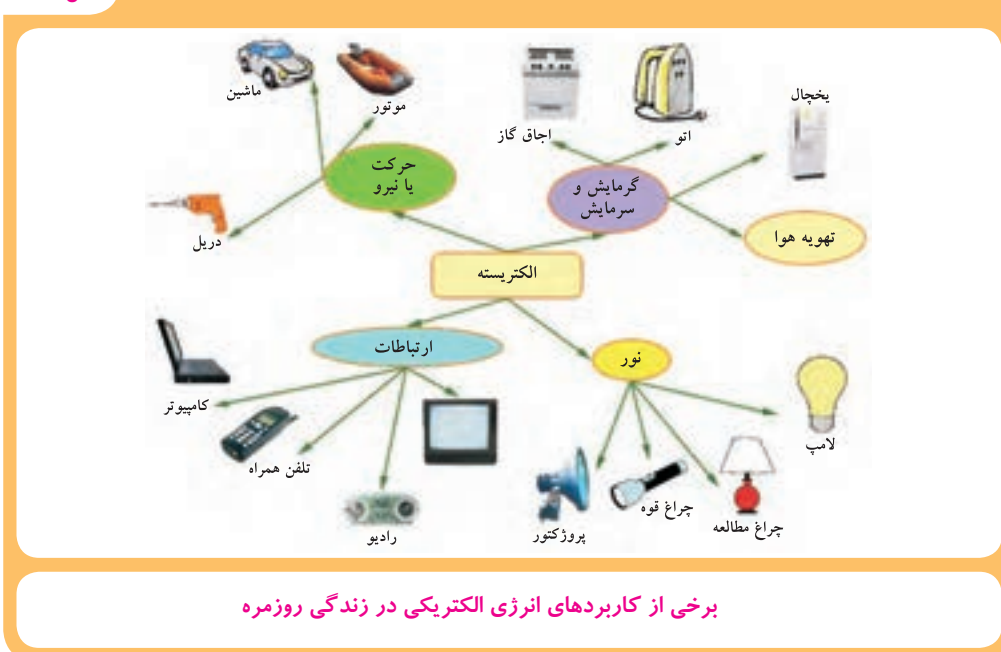 ماشین
موتور
اجاق گاز
اتو
یخچال
حرکت
یا نیرو
گرمایش و
سرمایش
دریل
تهویه هوا
الکتریسته
ارتباطات
نور
کامپیوتر
تلفن همراه
رادیو
پروژکتور
چراغ قوه
چراغ مطالعه
لامپ
برخی از کاربردهای انرژی الکتریکی در زندگی روزمره